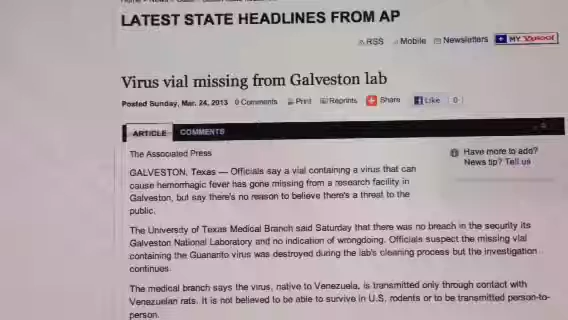 LATEST STATE HEADLINES FROM AP
RSS Mobile Newsletters MY YAHOO!
Virus vial missing from Galveston lab
Posted Sunday, Mar. 24, 2013 0 Comments Print Reprints Share Like 0
ARTICLE COMMENTS
The Associated Press
Have more to add?
News tip? Tell us
GALVESTON, Texas — Officials say a vial containing a virus that can
cause hemorrhagic fever has gone missing from a research facility in
Galveston, but say there's no reason to believe there's a threat to the
public.
The University of Texas Medical Branch said Saturday that there was no breach in the security its
Galveston National Laboratory and no indication of wrongdoing. Officials suspect the missing vial
containing the Guanarito virus was destroyed during the lab's cleaning process but the investigation
continues.
The medical branch says the virus, native to Venezuela, is transmitted only through contact with
Venezuelan rats. It is not believed to be able to survive in U.S. rodents or to be transmitted person-to-
person.